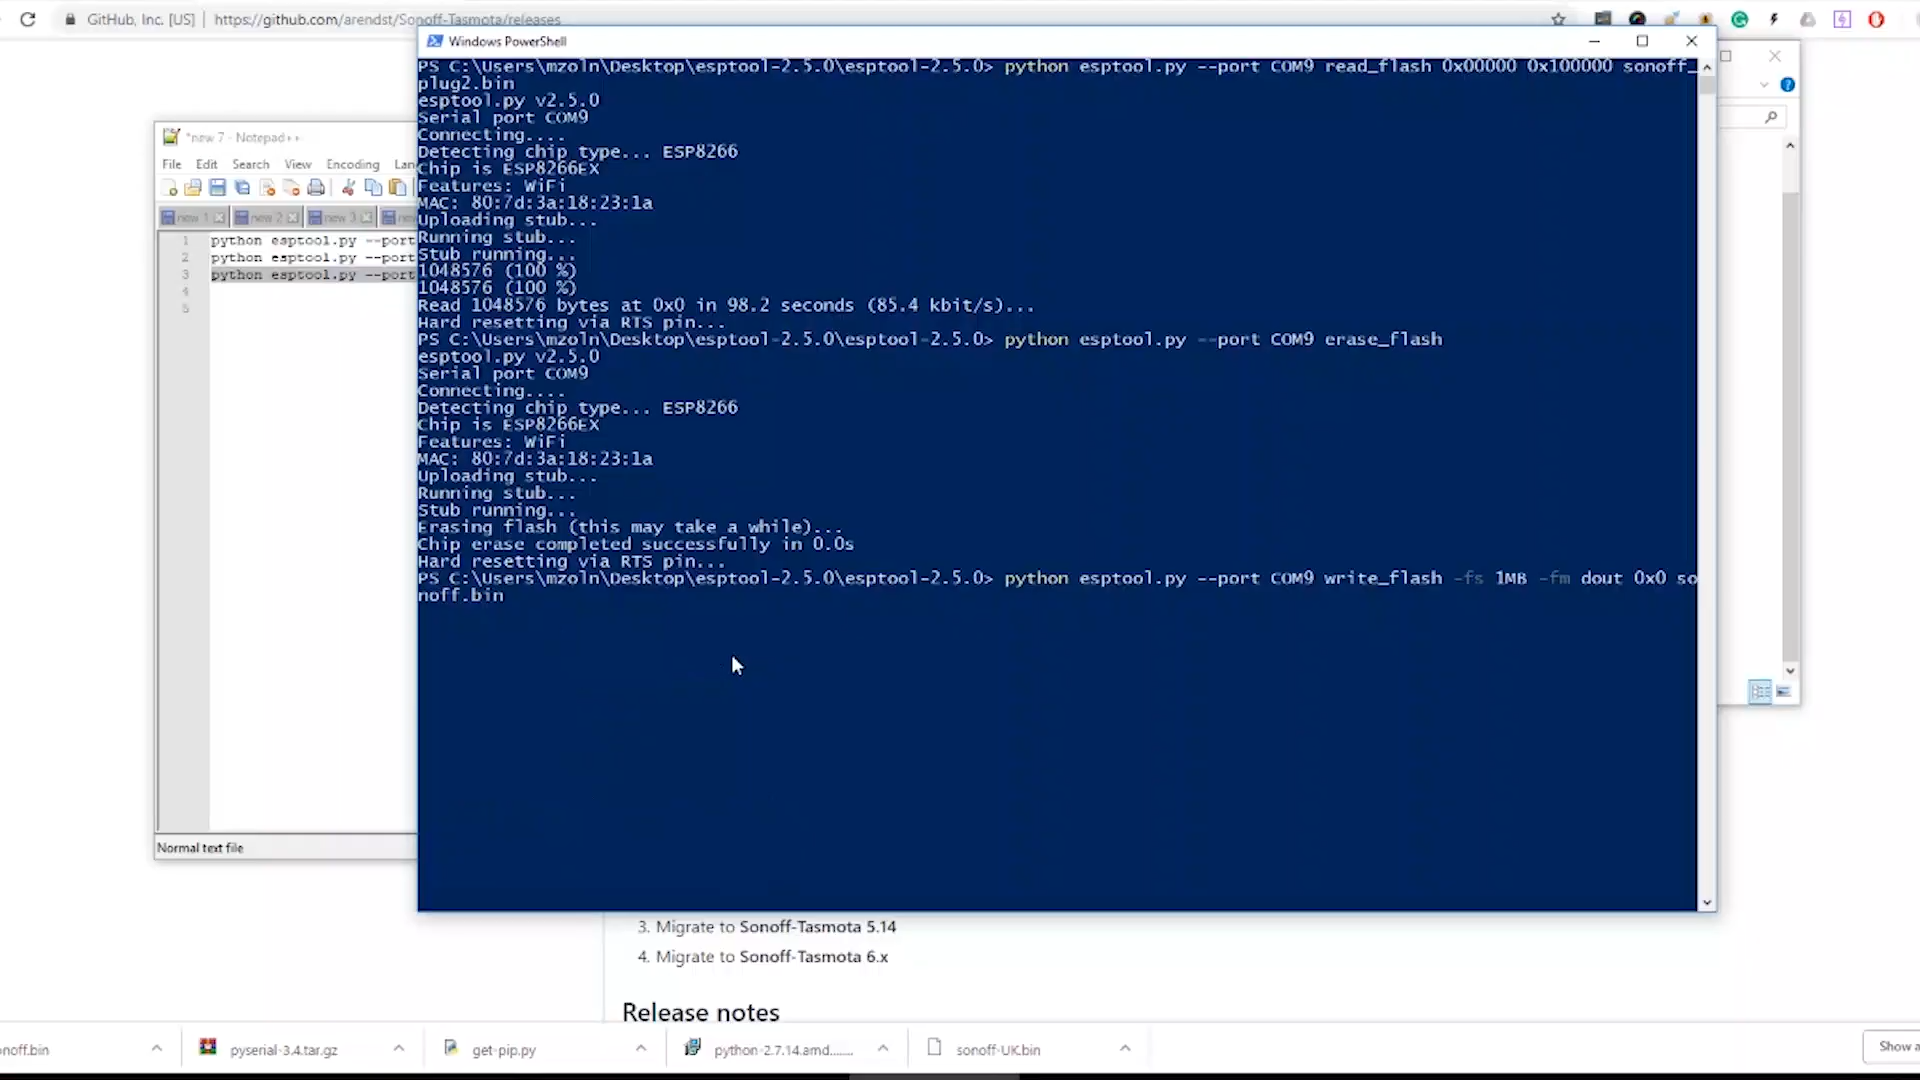 GitHub, Inc. [US] | https://github.com/arendst/Sonoff-Tasmota/releases
Windows PowerShell
PS C:\Users\mzoln\Desktop\esptool-2.5.0\esptool-2.5.0> python esptool.py --port COM9 read_flash 0x00000 0x100000 sonoff_
plug2.bin
esptool.py v2.5.0
Serial port COM9
Connecting....
Detecting chip type... ESP8266
Chip is ESP8266EX
Features: WiFi
MAC: 80:7d:3a:18:23:1a
Uploading stub...
Running stub...
Stub running...
1048576 (100 %)
1048576 (100 %)
Read 1048576 bytes at 0x0 in 98.2 seconds (85.4 kbit/s)...
Hard resetting via RTS pin...
PS C:\Users\mzoln\Desktop\esptool-2.5.0\esptool-2.5.0> python esptool.py --port COM9 erase_flash
esptool.py v2.5.0
Serial port COM9
Connecting....
Detecting chip type... ESP8266
Chip is ESP8266EX
Features: WiFi
MAC: 80:7d:3a:18:23:1a
Uploading stub...
Running stub...
Stub running...
Erasing flash (this may take a while)...
Chip erase completed successfully in 0.0s
Hard resetting via RTS pin...
PS C:\Users\mzoln\Desktop\esptool-2.5.0\esptool-2.5.0> python esptool.py --port COM9 write_flash -fs 1MB -fm dout 0x0 so
noff.bin
*new 7 - Notepad++
File Edit Search View Encoding Lan
new 1 new 2 new 3
1 python esptool.py --port
2 python esptool.py --port
3 python esptool.py --port
4
5
Normal text file
3. Migrate to Sonoff-Tasmota 5.14
4. Migrate to Sonoff-Tasmota 6.x
Release notes
noff.bin pyserial-3.4.tar.gz get-pip.py python-2.7.14.amd....... sonoff-UK.bin Show a